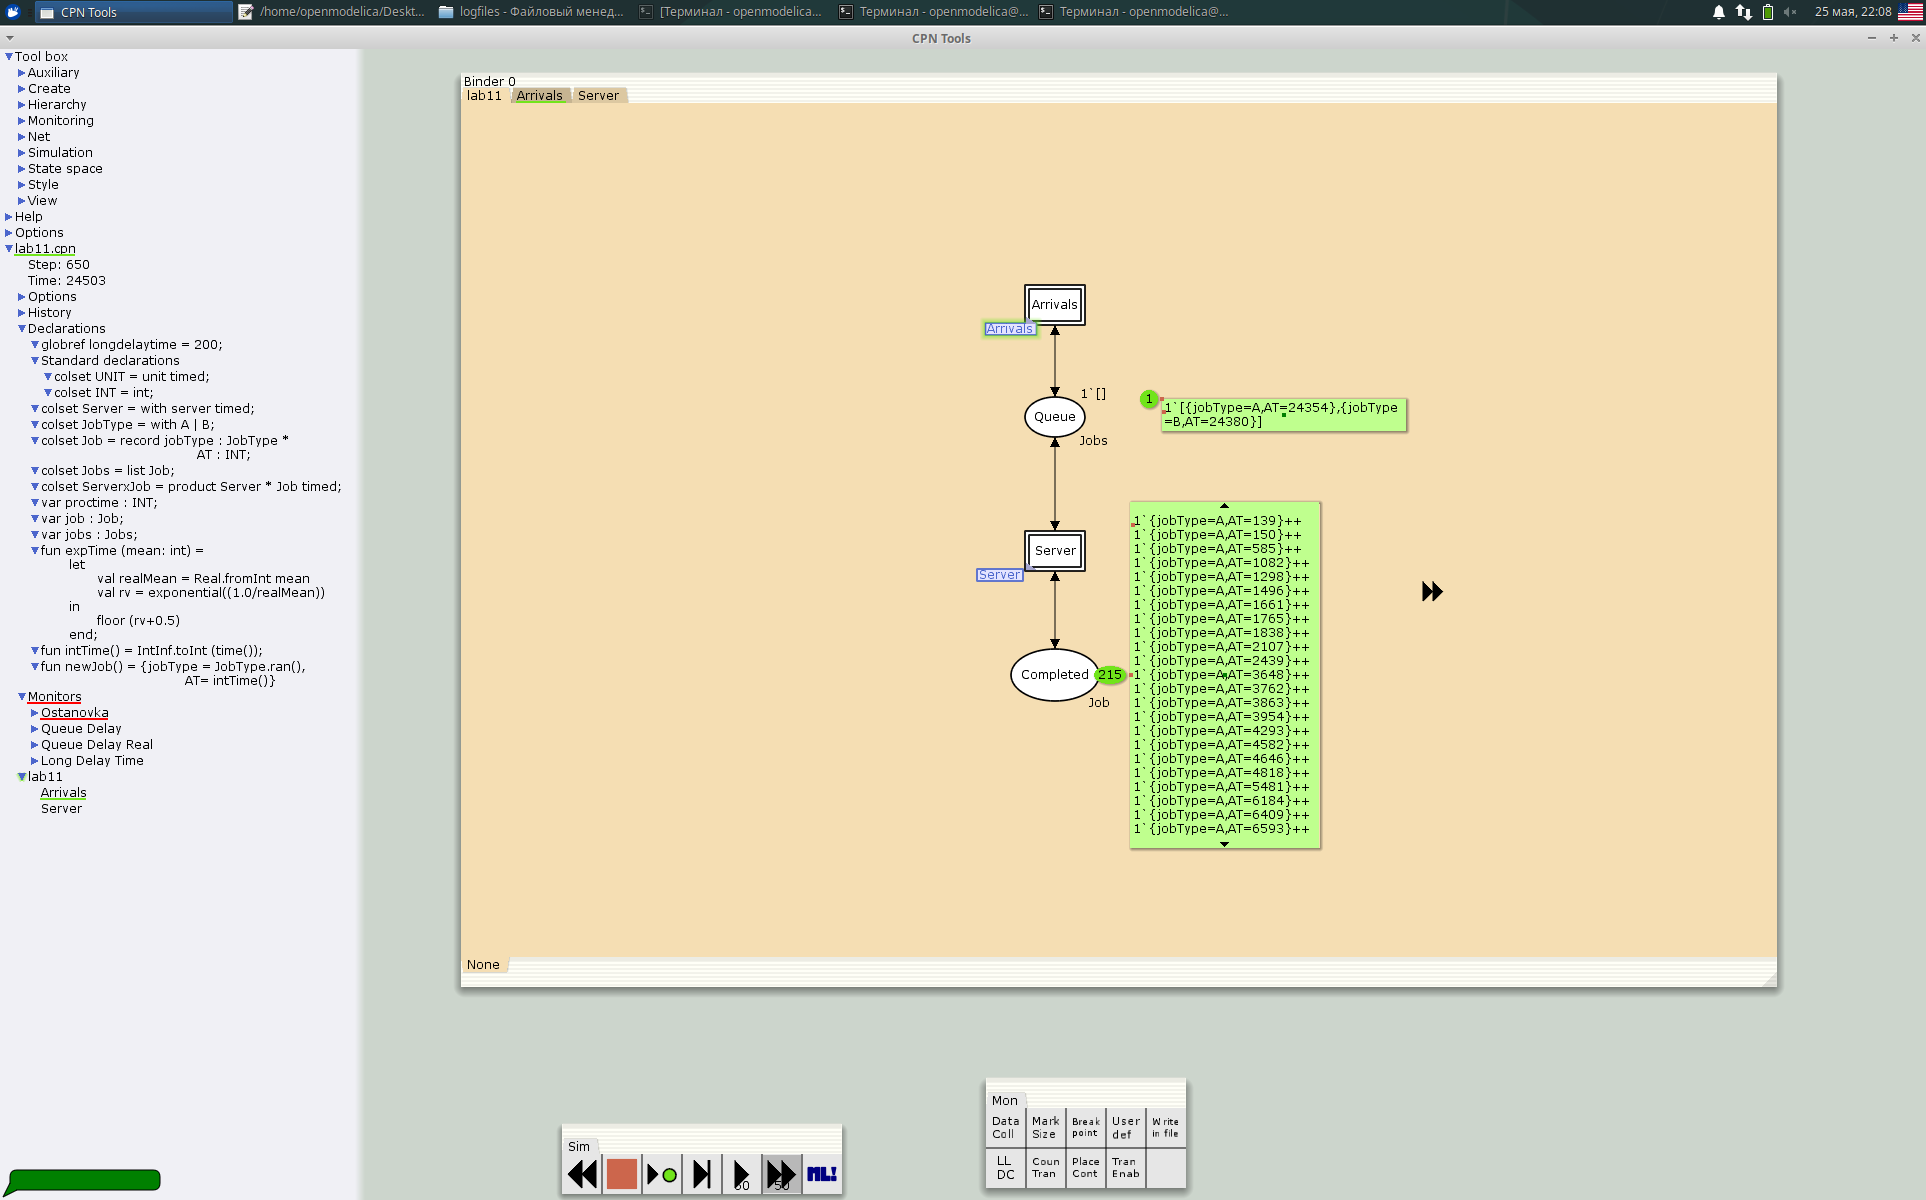 CPN Tools
/home/openmodelica/Deskt...
logfiles - Файловый менед...
[Терминал - openmodelica...
Терминал - openmodelica@...
Терминал - openmodelica@...
25 мая, 22:08
CPN Tools
Tool box
Auxiliary
Create
Hierarchy
Monitoring
Net
Simulation
State space
Style
View
Help
Options
lab11.cpn
Step: 650
Time: 24503
Options
History
Declarations
globref longdelaytime = 200;
Standard declarations
colset UNIT = unit timed;
colset INT = int;
colset Server = with server timed;
colset JobType = with A | B;
colset Job = record jobType : JobType *
AT : INT;
colset Jobs = list Job;
colset ServerxJob = product Server * Job timed;
var proctime : INT;
var job : Job;
var jobs : Jobs;
fun expTime (mean: int) =
let
val realMean = Real.fromInt mean
val rv = exponential((1.0/realMean))
in
floor (rv+0.5)
end;
fun intTime() = IntInf.toInt (time());
fun newJob() = {jobType = JobType.ran(),
AT= intTime()}
Monitors
Ostanovka
Queue Delay
Queue Delay Real
Long Delay Time
lab11
Arrivals
Server
Binder 0
lab11
Arrivals
Server
Arrivals
Arrivals
1`[]
Queue
Jobs
1
1`[{jobType=A,AT=24354},{jobType
=B,AT=24380}]
Server
Server
Completed
215
Job
1`{jobType=A,AT=139}++
1`{jobType=A,AT=150}++
1`{jobType=A,AT=585}++
1`{jobType=A,AT=1082}++
1`{jobType=A,AT=1298}++
1`{jobType=A,AT=1496}++
1`{jobType=A,AT=1661}++
1`{jobType=A,AT=1765}++
1`{jobType=A,AT=1838}++
1`{jobType=A,AT=2107}++
1`{jobType=A,AT=2439}++
1`{jobType=A,AT=3648}++
1`{jobType=A,AT=3762}++
1`{jobType=A,AT=3863}++
1`{jobType=A,AT=3954}++
1`{jobType=A,AT=4293}++
1`{jobType=A,AT=4582}++
1`{jobType=A,AT=4646}++
1`{jobType=A,AT=4818}++
1`{jobType=A,AT=5481}++
1`{jobType=A,AT=6184}++
1`{jobType=A,AT=6409}++
1`{jobType=A,AT=6593}++
None
Sim
50
50
ML!
Mon
Data Coll
Mark Size
Break point
User def
Write in file
LL DC
Coun Tran
Place Cont
Tran Enab